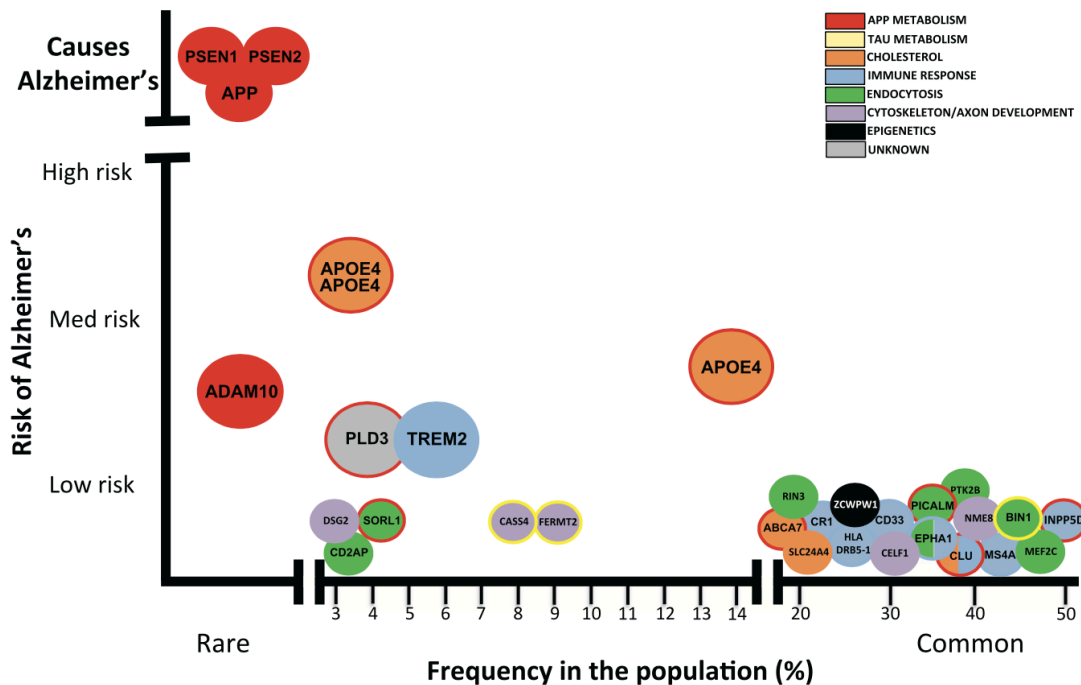 Causes
Alzheimer's
High risk
Med risk
Low risk
Risk of Alzheimer's
PSEN1
PSEN2
APP
APP METABOLISM
TAU METABOLISM
CHOLESTEROL
IMMUNE RESPONSE
ENDOCYTOSIS
CYTOSKELETON/AXON DEVELOPMENT
EPIGENETICS
UNKNOWN
APOE4
APOE4
APOE4
ADAM10
PLD3
TREM2
DSG2
SORL1
CD2AP
CASS4
FERMT2
RIN3
ABCA7
SLC24A4
CR1
ZCWPW1
HLA
DRB5-1
CD33
CELF1
PICALM
EPHA1
PTK2B
NME8
CLU
MS4A
BIN1
MEF2C
INPP5D
3 4 5 6 7 8 9 10 11 12 13 14 20 30 40 50
Rare
Common
Frequency in the population (%)